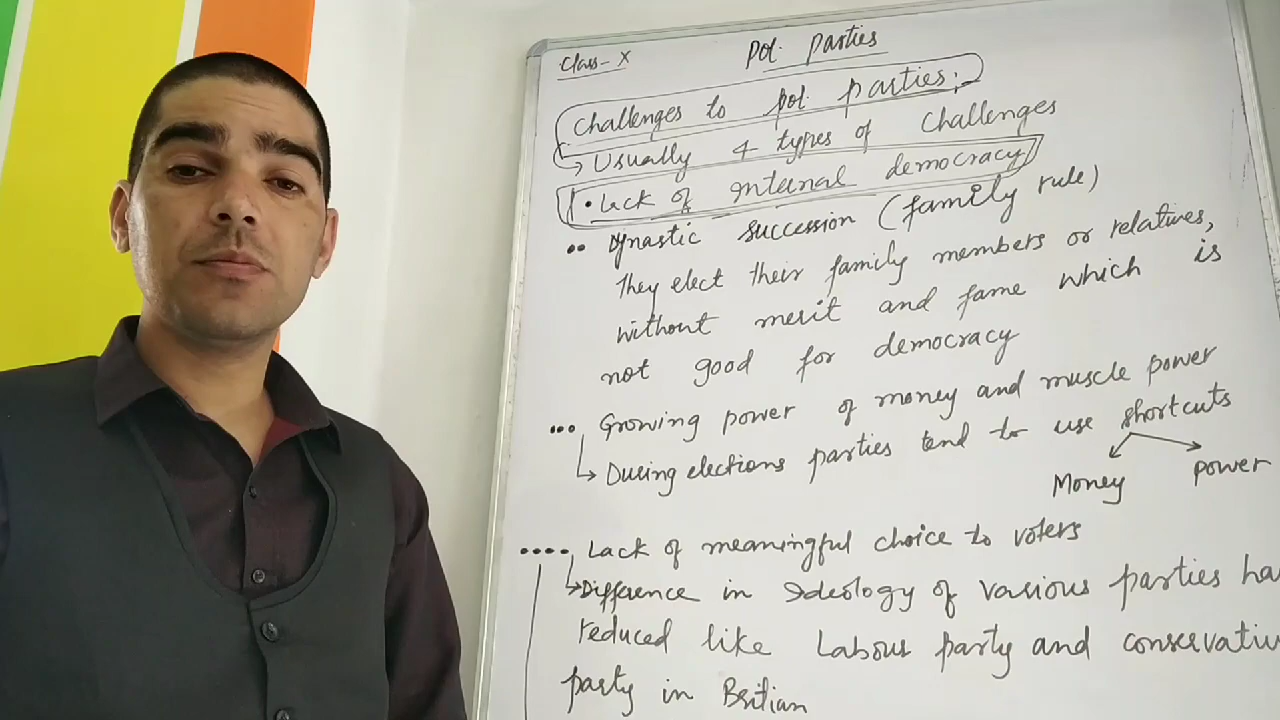 Class - X
Pol. Parties
Challenges to pol. parties:
↳ Usually 4 types of challenges
1. • Lack of internal democracy
•• Dynastic succession (family rule)
They elect their family members or relatives,
without merit and fame which is
not good for democracy
••• Growing power of money and muscle power
↳ During elections parties tend to use shortcuts
Money power
•••• Lack of meaningful choice to voters
↳ Difference in Ideology of various parties ha
reduced like Labour party and conservativ
party in Britian